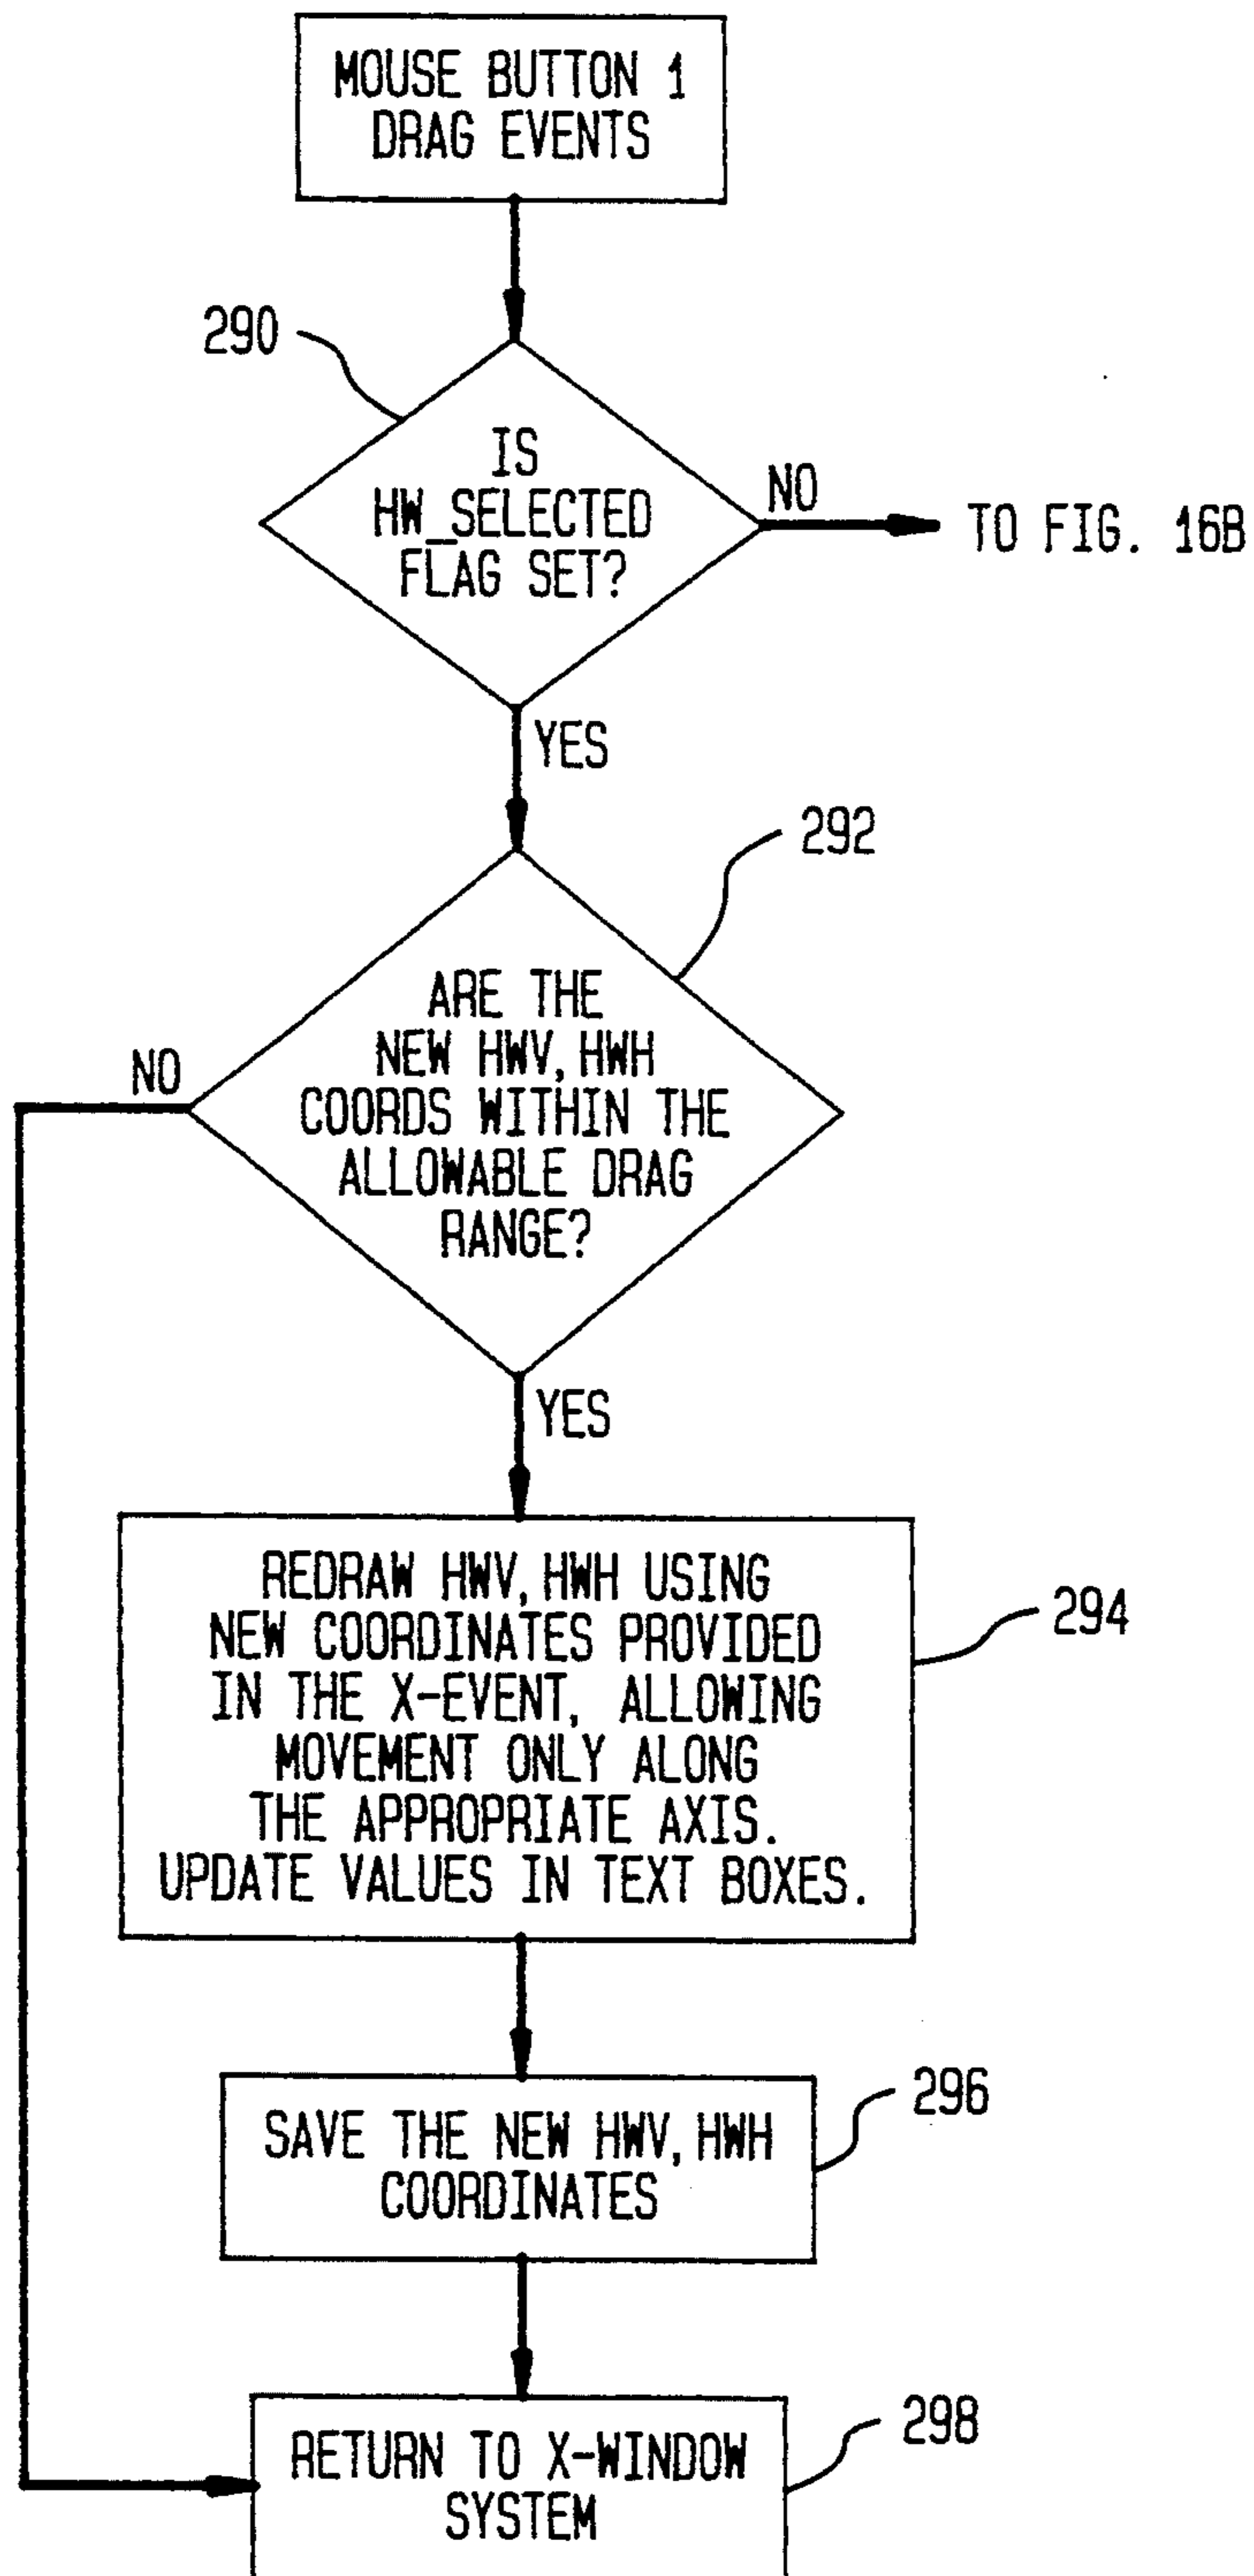 MOUSE BUTTON 1
DRAG EVENTS
290
IS
HW_SELECTED
FLAG SET?
NO
TO FIG. 16B
YES
292
ARE THE
NEW HWV, HWH
COORDS WITHIN THE
ALLOWABLE DRAG
RANGE?
NO
YES
REDRAW HWV, HWH USING
NEW COORDINATES PROVIDED
IN THE X-EVENT, ALLOWING
MOVEMENT ONLY ALONG
THE APPROPRIATE AXIS.
UPDATE VALUES IN TEXT BOXES.
294
SAVE THE NEW HWV, HWH
COORDINATES
296
RETURN TO X-WINDOW
SYSTEM
298